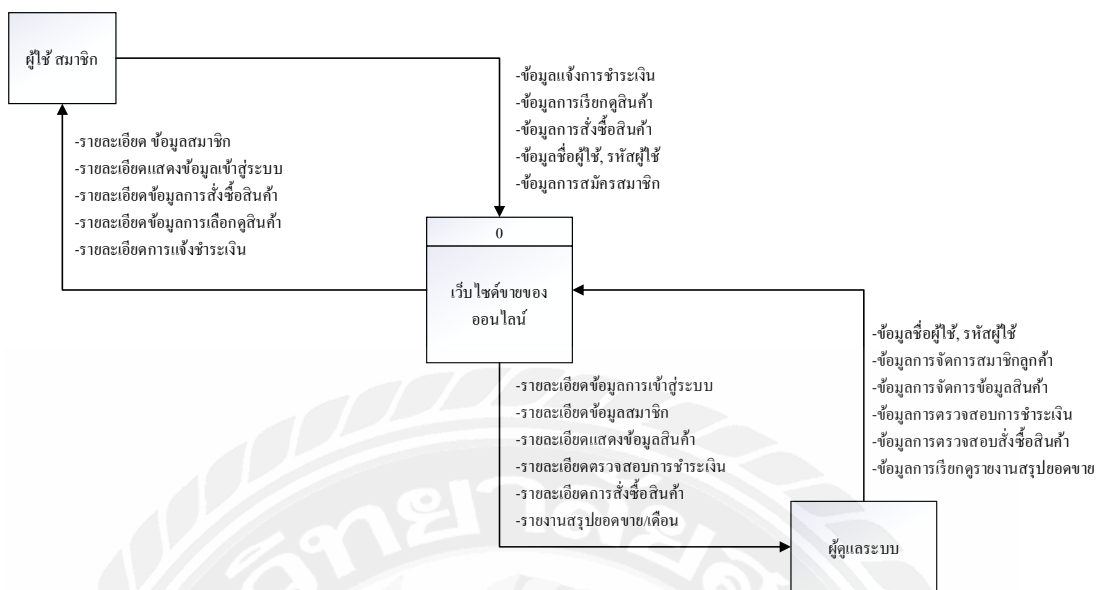 ผู้ใช้ สมาชิก
-ข้อมูลแจ้งการชำระเงิน
-ข้อมูลการเรียกดูสินค้า
-ข้อมูลการสั่งซื้อสินค้า
-ข้อมูลชื่อผู้ใช้, รหัสผู้ใช้
-ข้อมูลการสมัครสมาชิก
-รายละเอียด ข้อมูลสมาชิก
-รายละเอียดแสดงข้อมูลเข้าสู่ระบบ
-รายละเอียดข้อมูลการสั่งซื้อสินค้า
-รายละเอียดข้อมูลการเลือกดูสินค้า
-รายละเอียดการแจ้งชำระเงิน
0
เว็บไซต์ขายของ
ออนไลน์
-ข้อมูลชื่อผู้ใช้, รหัสผู้ใช้
-ข้อมูลการจัดการสมาชิกลูกค้า
-ข้อมูลการจัดการข้อมูลสินค้า
-ข้อมูลการตรวจสอบการชำระเงิน
-ข้อมูลการตรวจสอบสั่งซื้อสินค้า
-ข้อมูลการเรียกดูรายงานสรุปยอดขาย
-รายละเอียดข้อมูลการเข้าสู่ระบบ
-รายละเอียดข้อมูลสมาชิก
-รายละเอียดแสดงข้อมูลสินค้า
-รายละเอียดตรวจสอบการชำระเงิน
-รายละเอียดการสั่งซื้อสินค้า
-รายงานสรุปยอดขาย/เดือน
ผู้ดูแลระบบ